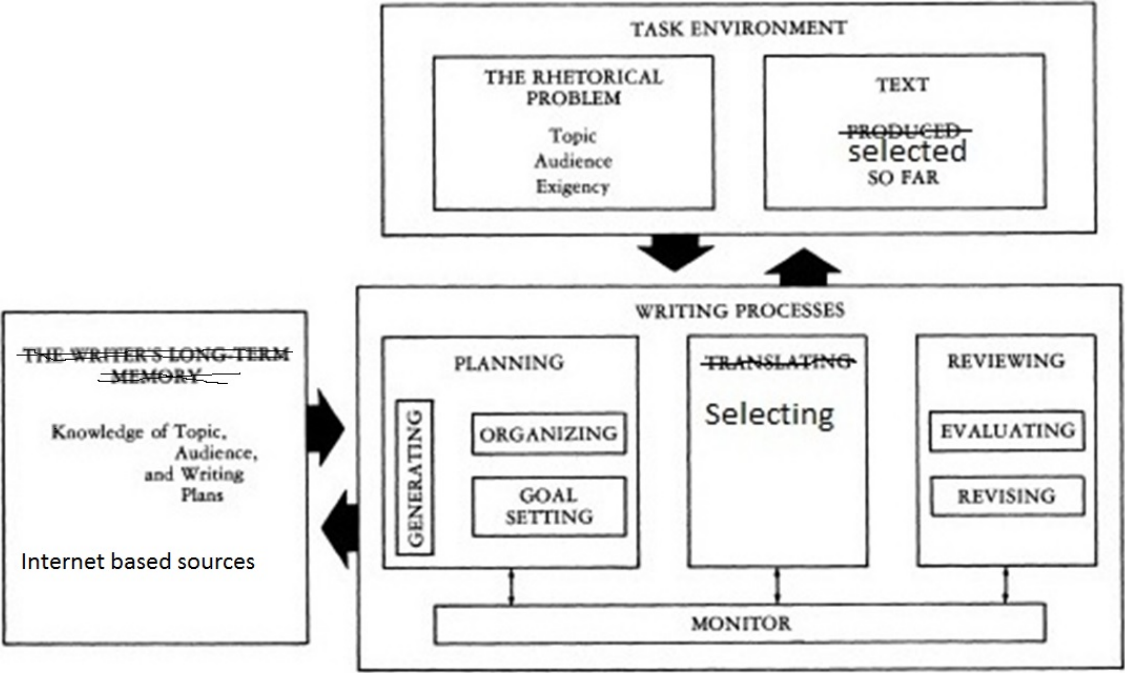 TASK ENVIRONMENT
THE RHETORICAL
PROBLEM
Topic
Audience
Exigency
TEXT
PRODUCED
selected
SO FAR
THE WRITER'S LONG-TERM
MEMORY
Knowledge of Topic,
Audience,
and Writing
Plans
Internet based sources
WRITING PROCESSES
PLANNING
GENERATING
ORGANIZING
GOAL
SETTING
TRANSLATING
Selecting
REVIEWING
EVALUATING
REVISING
MONITOR